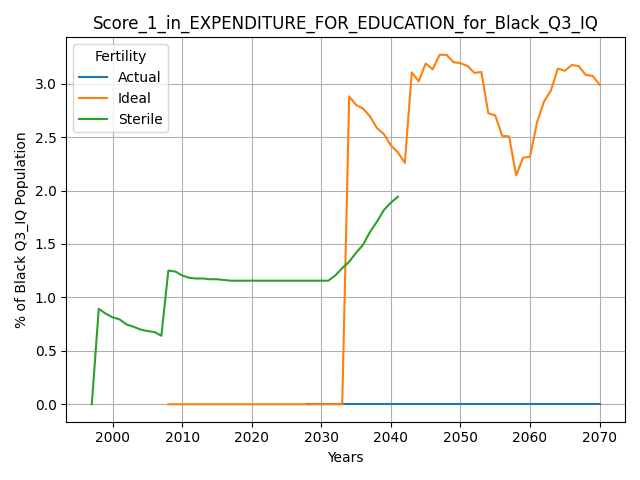 Score_1_in_EXPENDITURE_FOR_EDUCATION_for_Black_Q3_IQ
Fertility
Actual
Ideal
Sterile
% of Black Q3_IQ Population
3.0
2.5
2.0
1.5
1.0
0.5
0.0
2000 2010 2020 2030 2040 2050 2060 2070
Years